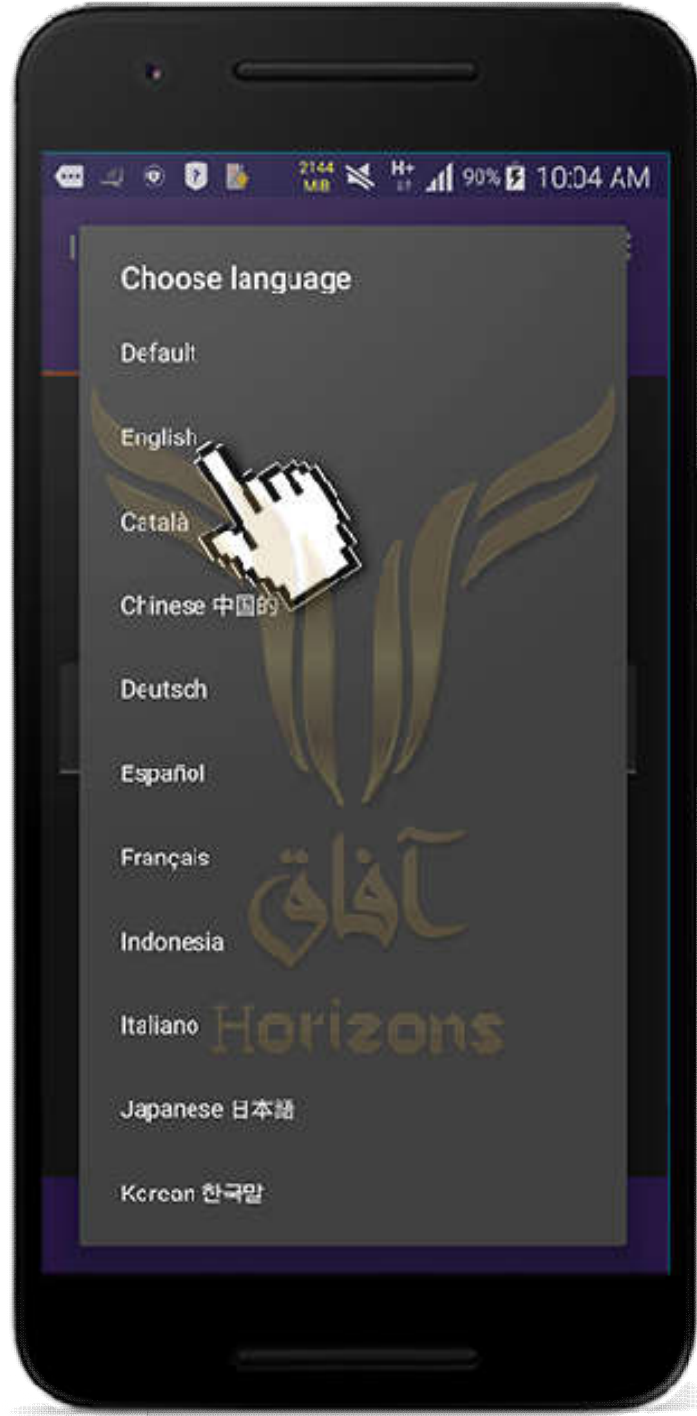 2144
MiB
H+
90%
10:04 AM
Choose language
Default
English
Català
Chinese 中国的
Deutsch
Español
Français
Indonesia
Italiano
Japanese 日本語
Korean 한국말
آفاق
Horizons